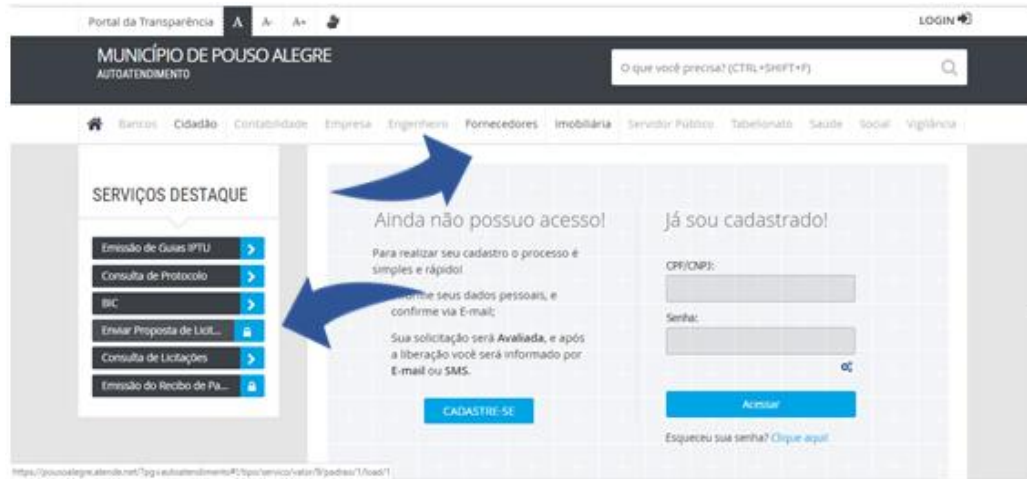 Portal da Transparência A A- A+ LOGIN
MUNICÍPIO DE POUSO ALEGRE
AUTOATENDIMENTO
O que você precisa? (CTRL+SHIFT+F)
Bancos Cidadão Contabilidade Empresa Engenheiro Fornecedores Imobiliária Servidor Público Tabelionato Saúde Social Vigilância
SERVIÇOS DESTAQUE
Emissão de Guias IPTU
Consulta de Protocolo
BIC
Enviar Proposta de Licit...
Consulta de Licitações
Emissão do Recibo de Pa...
Ainda não possuo acesso!
Para realizar seu cadastro o processo é
simples e rápido!
seus dados pessoais, e
confirme via E-mail;
Sua solicitação será Avaliada, e após
a liberação você será informado por
E-mail ou SMS.
CADASTRE-SE
Já sou cadastrado!
CPF/CNPJ:
Senha:
Acessar
Esqueceu sua senha? Clique aqui!
https://pousoalegre.atende.net/?pg=autoatendimento#!/tipo/servico/valor/9/padrao/1/load/1